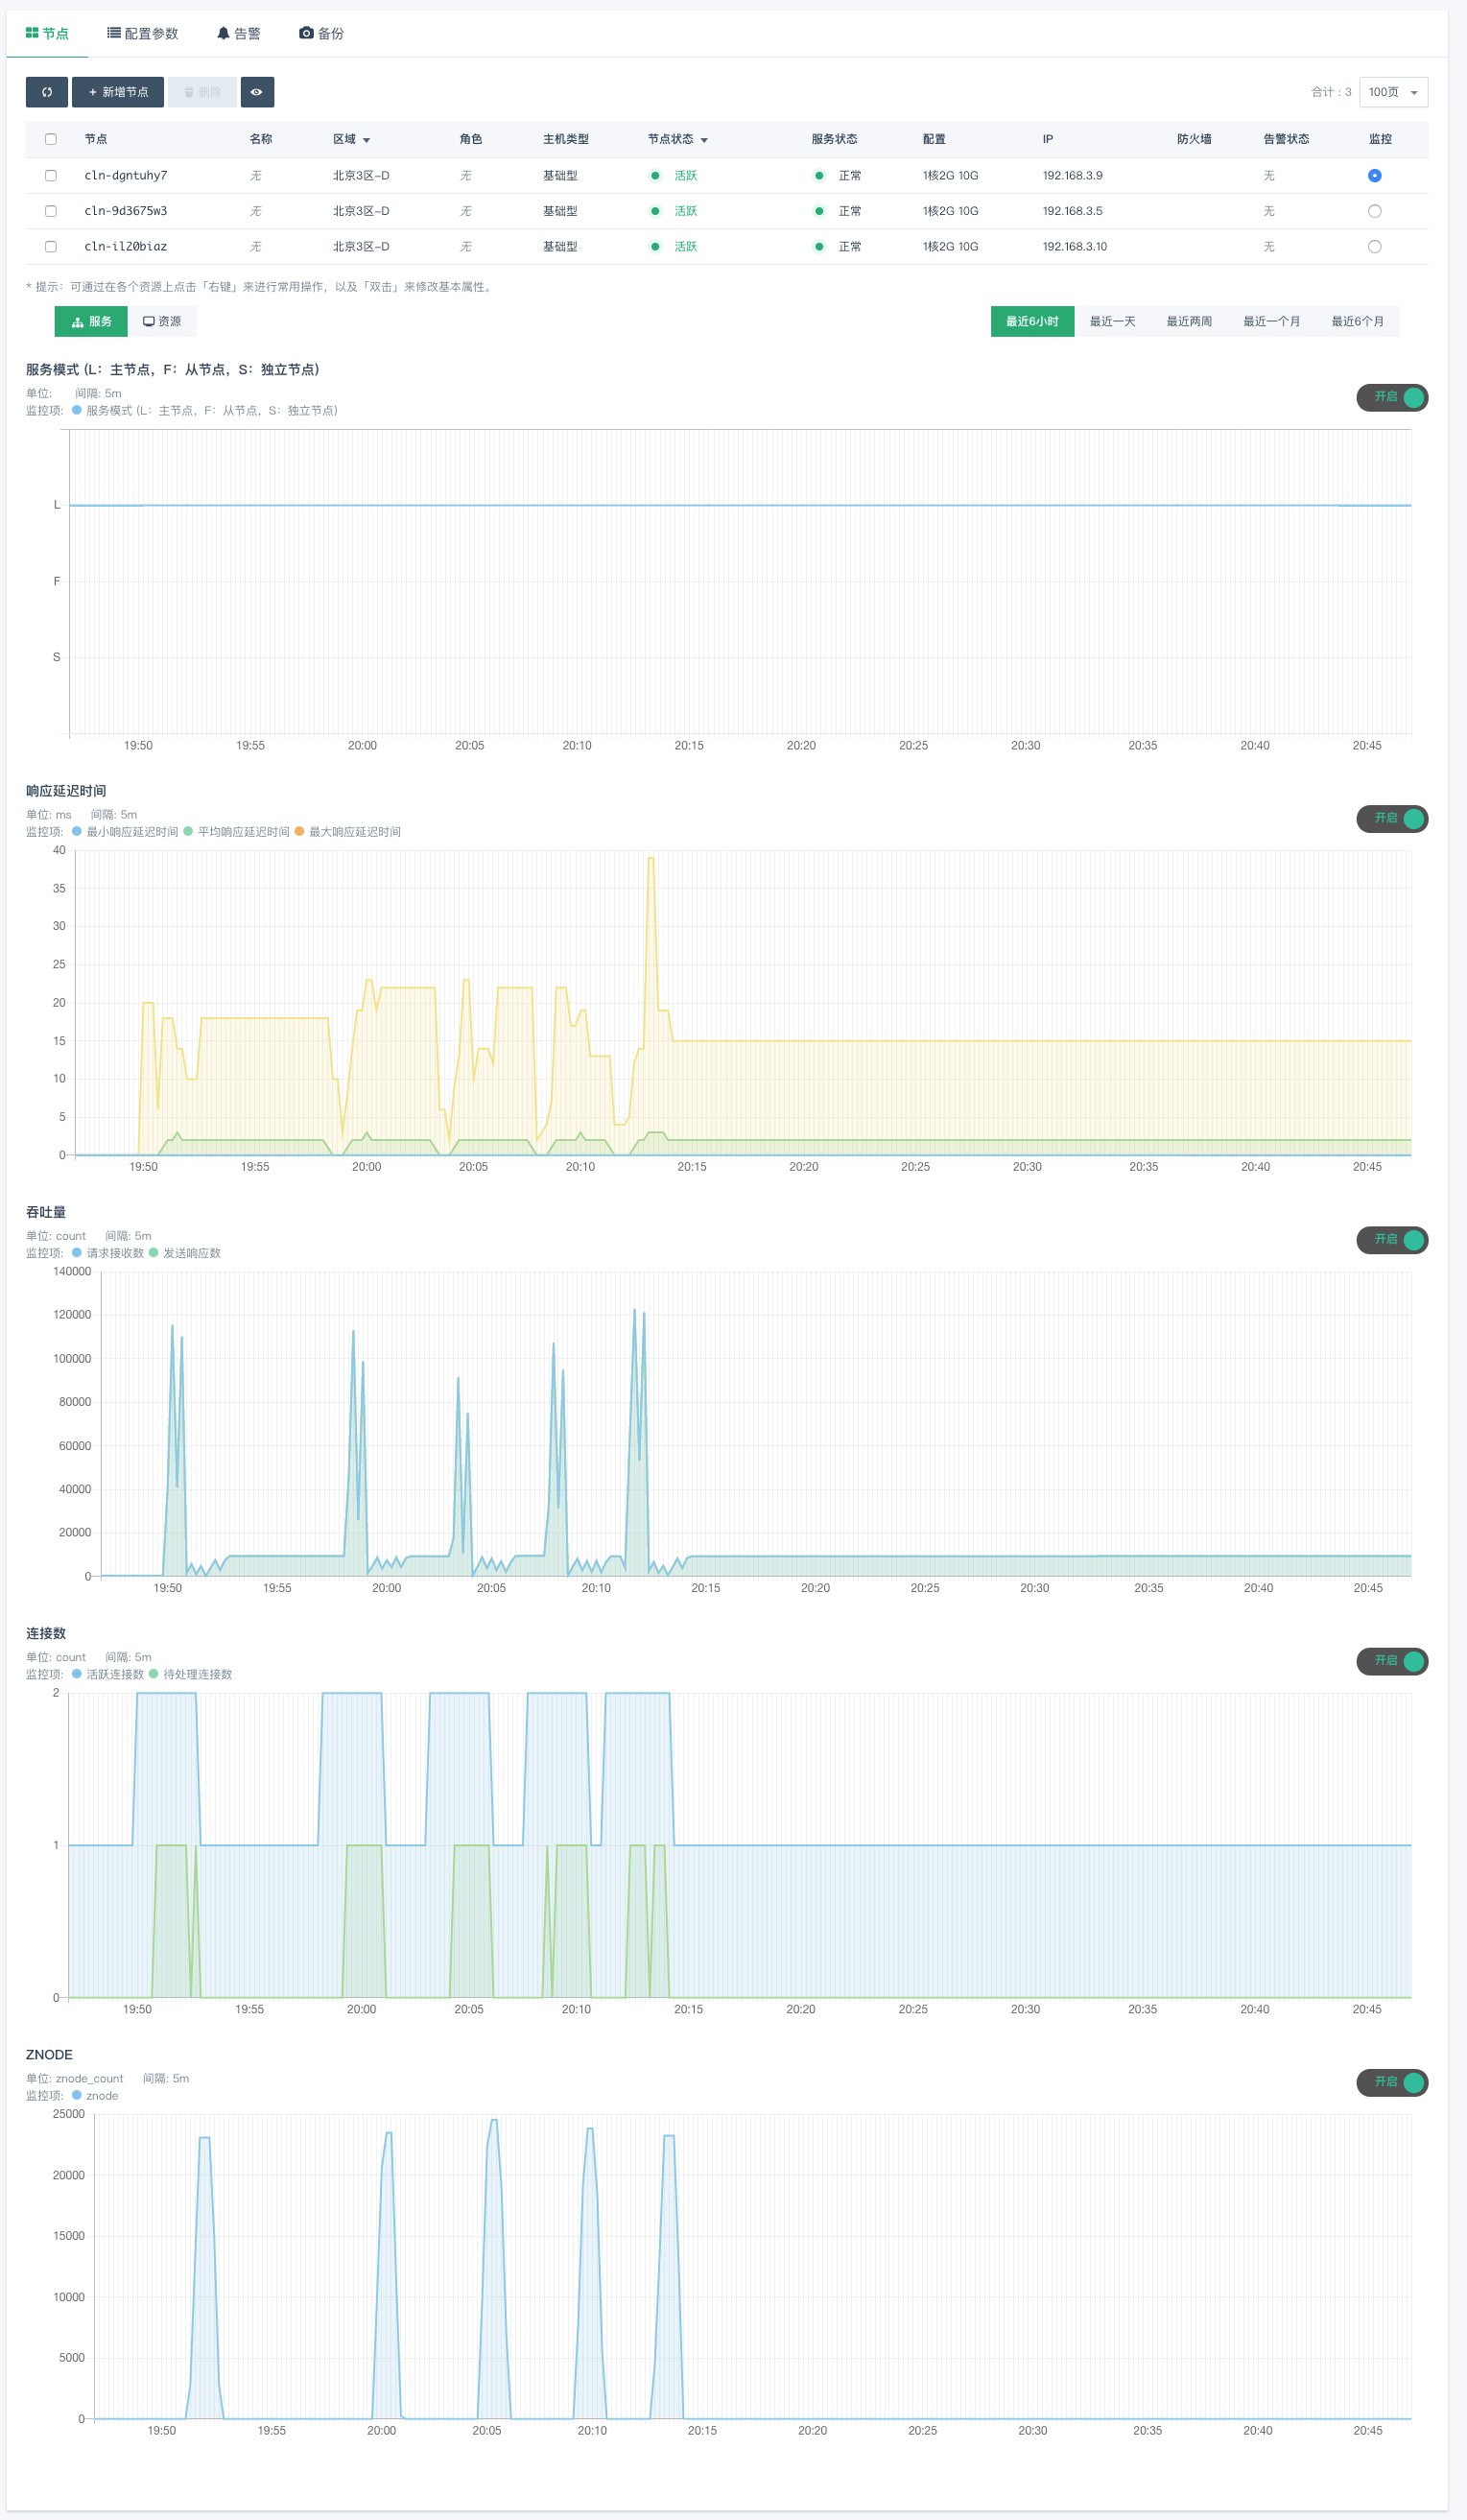 节点 配置参数 告警 备份
+ 新增节点 删除 合计：3 100页
节点 名称 区域 角色 主机类型 节点状态 服务状态 配置 IP 防火墙 告警状态 监控
cln-dgntuhy7 无 北京3区-D 无 基础型 活跃 正常 1核2G 10G 192.168.3.9 无
cln-9d3675w3 无 北京3区-D 无 基础型 活跃 正常 1核2G 10G 192.168.3.5 无
cln-il20biaz 无 北京3区-D 无 基础型 活跃 正常 1核2G 10G 192.168.3.10 无
* 提示：可通过在各个资源上点击「右键」来进行常用操作，以及「双击」来修改基本属性。
服务 资源 最近6小时 最近一天 最近两周 最近一个月 最近6个月
服务模式 (L：主节点，F：从节点，S：独立节点)
单位: 间隔: 5m
开启
监控项: 服务模式 (L：主节点，F：从节点，S：独立节点)
L
F
S
19:50 19:55 20:00 20:05 20:10 20:15 20:20 20:25 20:30 20:35 20:40 20:45
响应延迟时间
单位: ms 间隔: 5m
开启
监控项: 最小响应延迟时间 平均响应延迟时间 最大响应延迟时间
40
35
30
25
20
15
10
5
0
19:50 19:55 20:00 20:05 20:10 20:15 20:20 20:25 20:30 20:35 20:40 20:45
吞吐量
单位: count 间隔: 5m
开启
监控项: 请求接收数 发送响应数
140000
120000
100000
80000
60000
40000
20000
0
19:50 19:55 20:00 20:05 20:10 20:15 20:20 20:25 20:30 20:35 20:40 20:45
连接数
单位: count 间隔: 5m
开启
监控项: 活跃连接数 待处理连接数
2
1
0
19:50 19:55 20:00 20:05 20:10 20:15 20:20 20:25 20:30 20:35 20:40 20:45
ZNODE
单位: znode_count 间隔: 5m
开启
监控项: znode
25000
20000
15000
10000
5000
0
19:50 19:55 20:00 20:05 20:10 20:15 20:20 20:25 20:30 20:35 20:40 20:45